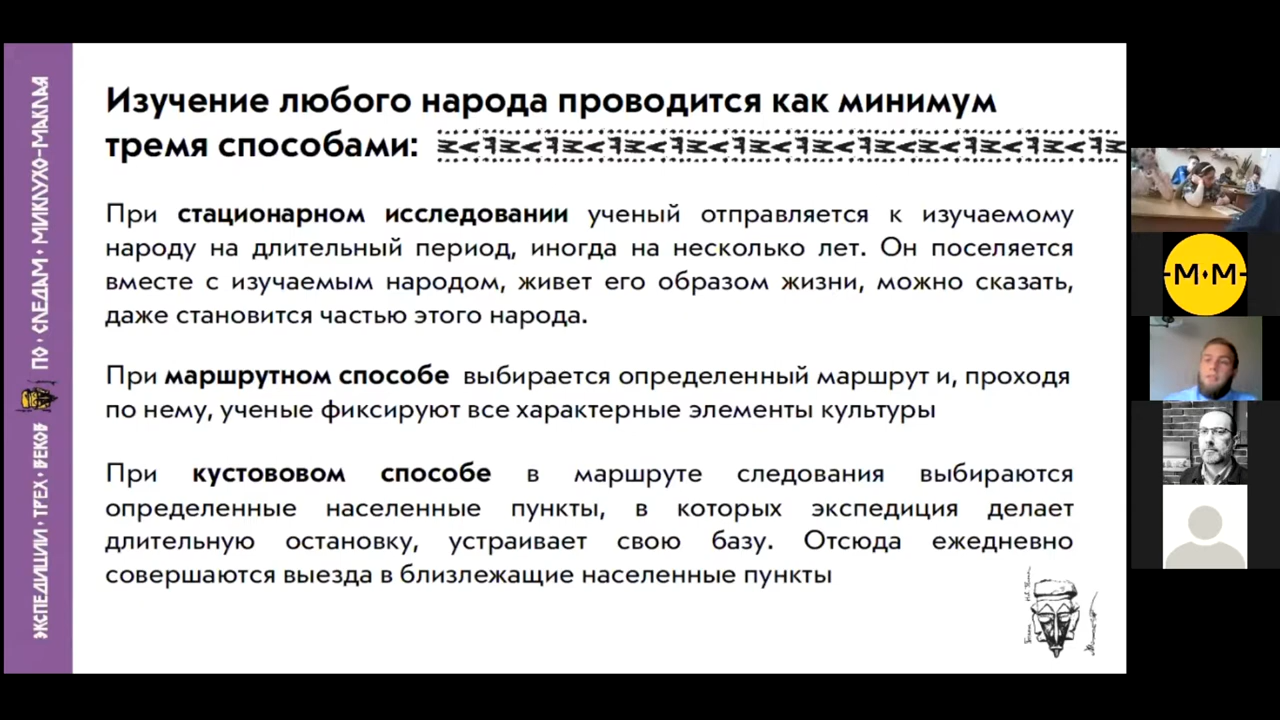 Изучение любого народа проводится как минимум
тремя способами:
При стационарном исследовании ученый отправляется к изучаемому
народу на длительный период, иногда на несколько лет. Он поселяется
вместе с изучаемым народом, живет его образом жизни, можно сказать,
даже становится частью этого народа.
При маршрутном способе выбирается определенный маршрут и, проходя
по нему, ученые фиксируют все характерные элементы культуры
При кустововом способе в маршруте следования выбираются
определенные населенные пункты, в которых экспедиция делает
длительную остановку, устраивает свою базу. Отсюда ежедневно
совершаются выезда в близлежащие населенные пункты
ЭКСПЕДИЦИИ · ТРЕХ · ВЕКОВ
ПО · СЛЕДАМ · МИКЛУХО-МАКЛАЯ
-М·М-